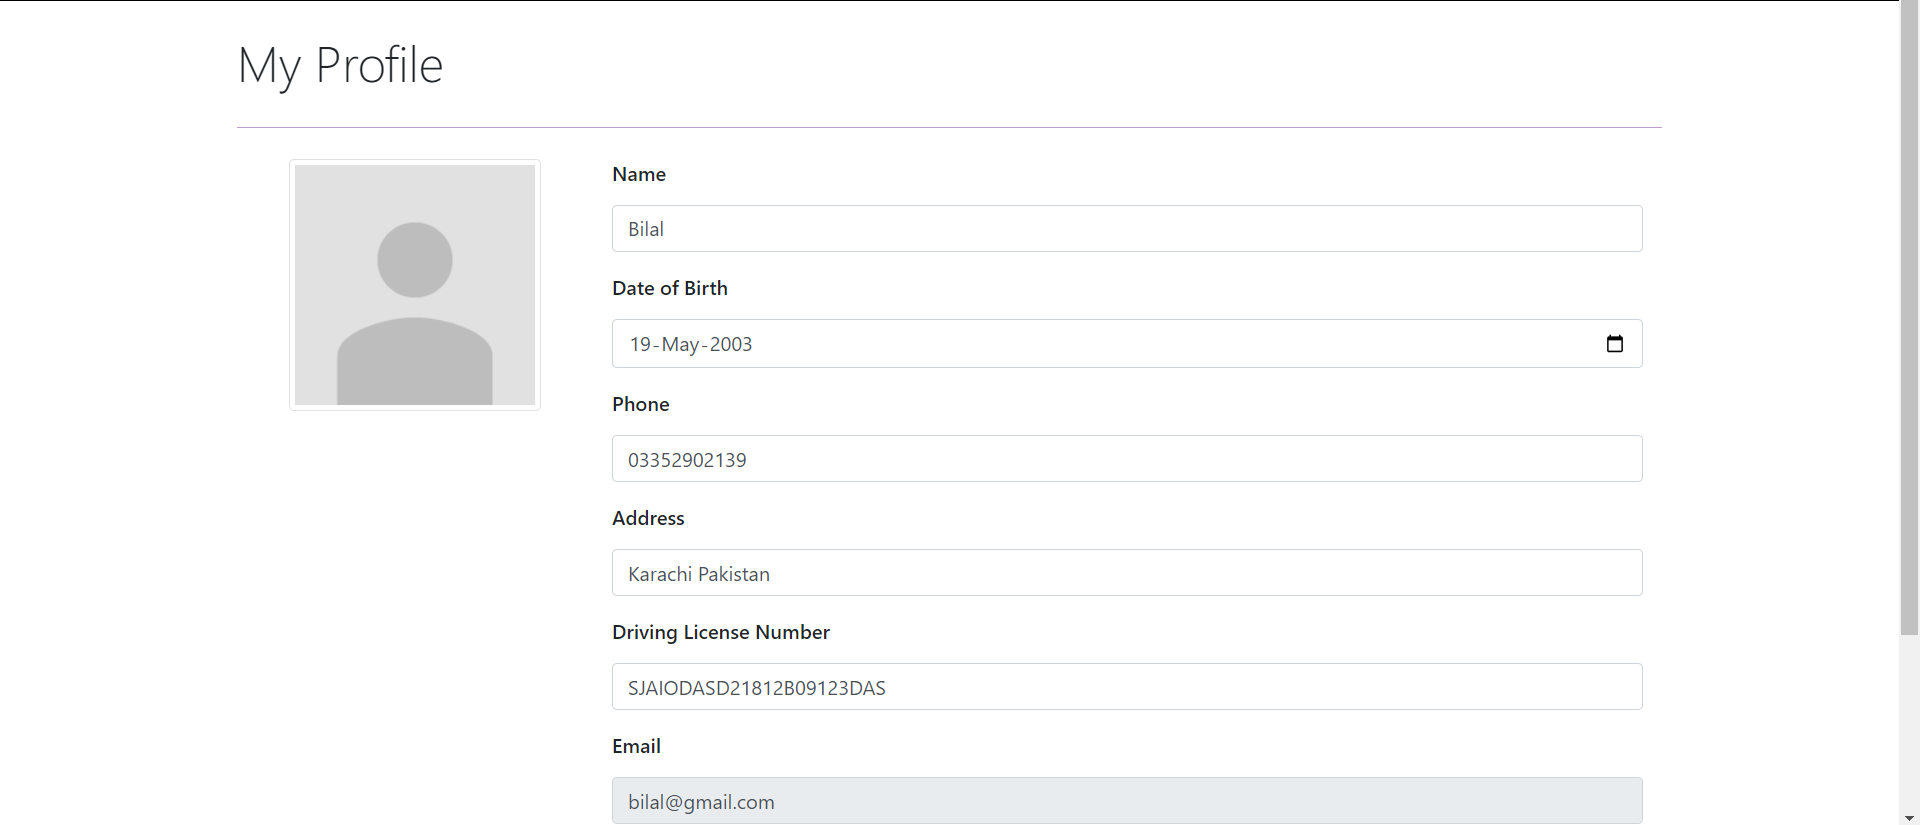 My Profile
Name
Bilal
Date of Birth
19-May-2003
Phone
03352902139
Address
Karachi Pakistan
Driving License Number
SJAIODASD21812B09123DAS
Email
bilal@gmail.com